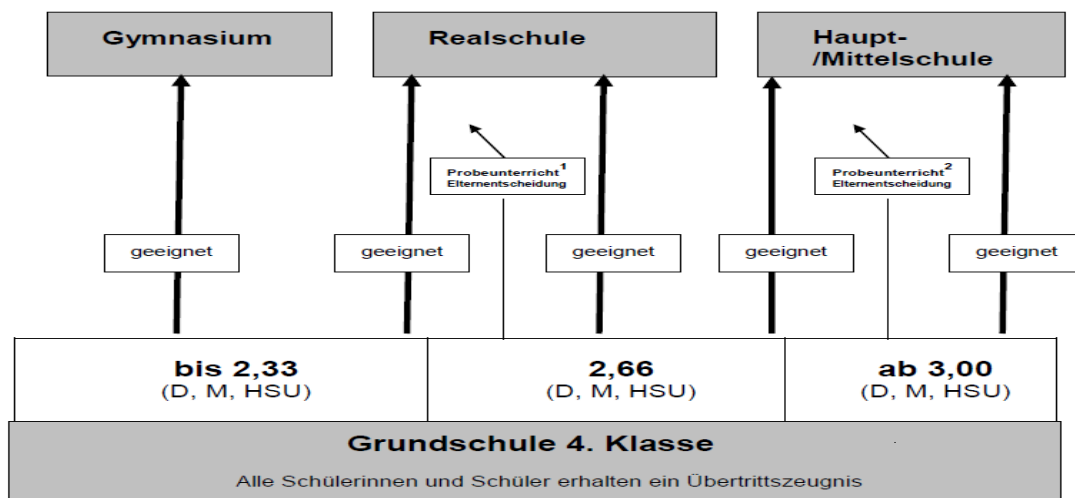 Gymnasium
Realschule
Haupt-
/Mittelschule
Probeunterricht1
Elternentscheidung
Probeunterricht2
Elternentscheidung
geeignet
geeignet
geeignet
geeignet
geeignet
bis 2,33
(D, M, HSU)
2,66
(D, M, HSU)
ab 3,00
(D, M, HSU)
Grundschule 4. Klasse
Alle Schülerinnen und Schüler erhalten ein Übertrittszeugnis